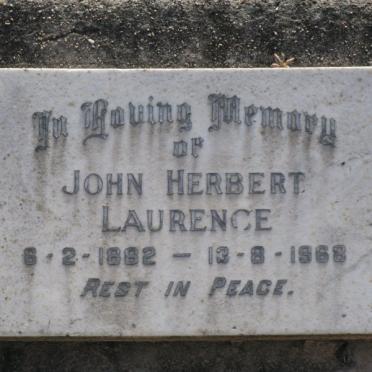 In Loving Memory
of
JOHN HERBERT
LAURENCE
6-2-1892 — 13-8-1968
REST IN PEACE.